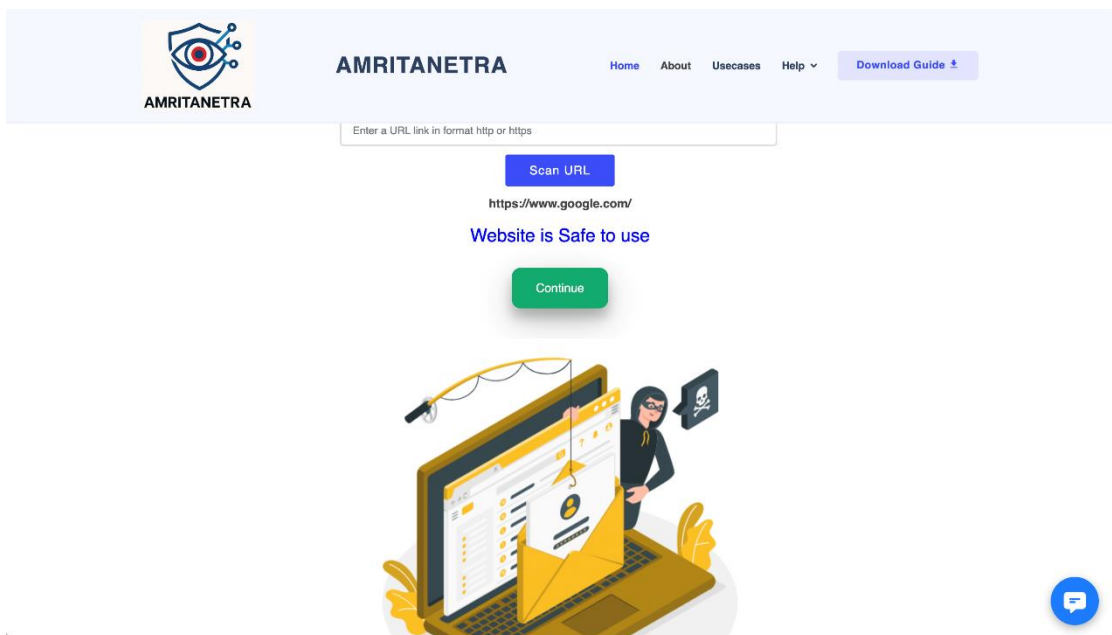 AMRITANETRA
AMRITANETRA
Home About Usecases Help Download Guide
Enter a URL link in format http or https
Scan URL
https://www.google.com/
Website is Safe to use
Continue